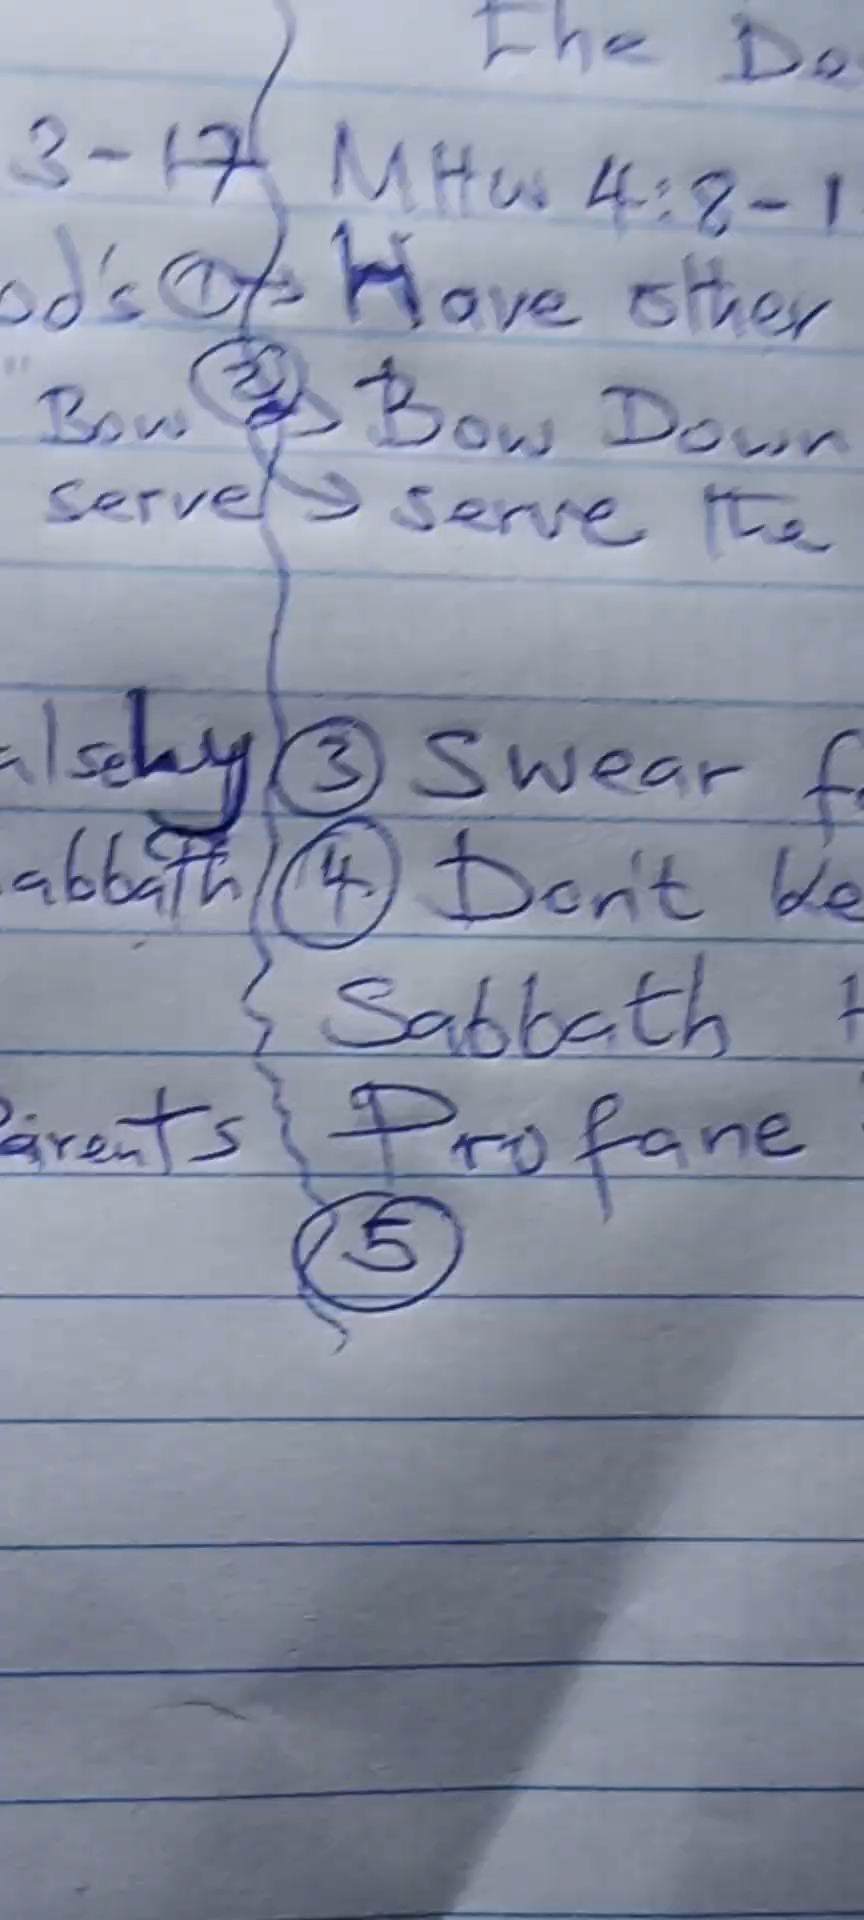 The Do
3-17 MHW 4:8-1
od's ① → Have other
" Bow ② → Bow Down
serve → serve the
alsely ③ Swear f
abbath ④ Don't ke
Sabbath
Parents Profane
⑤